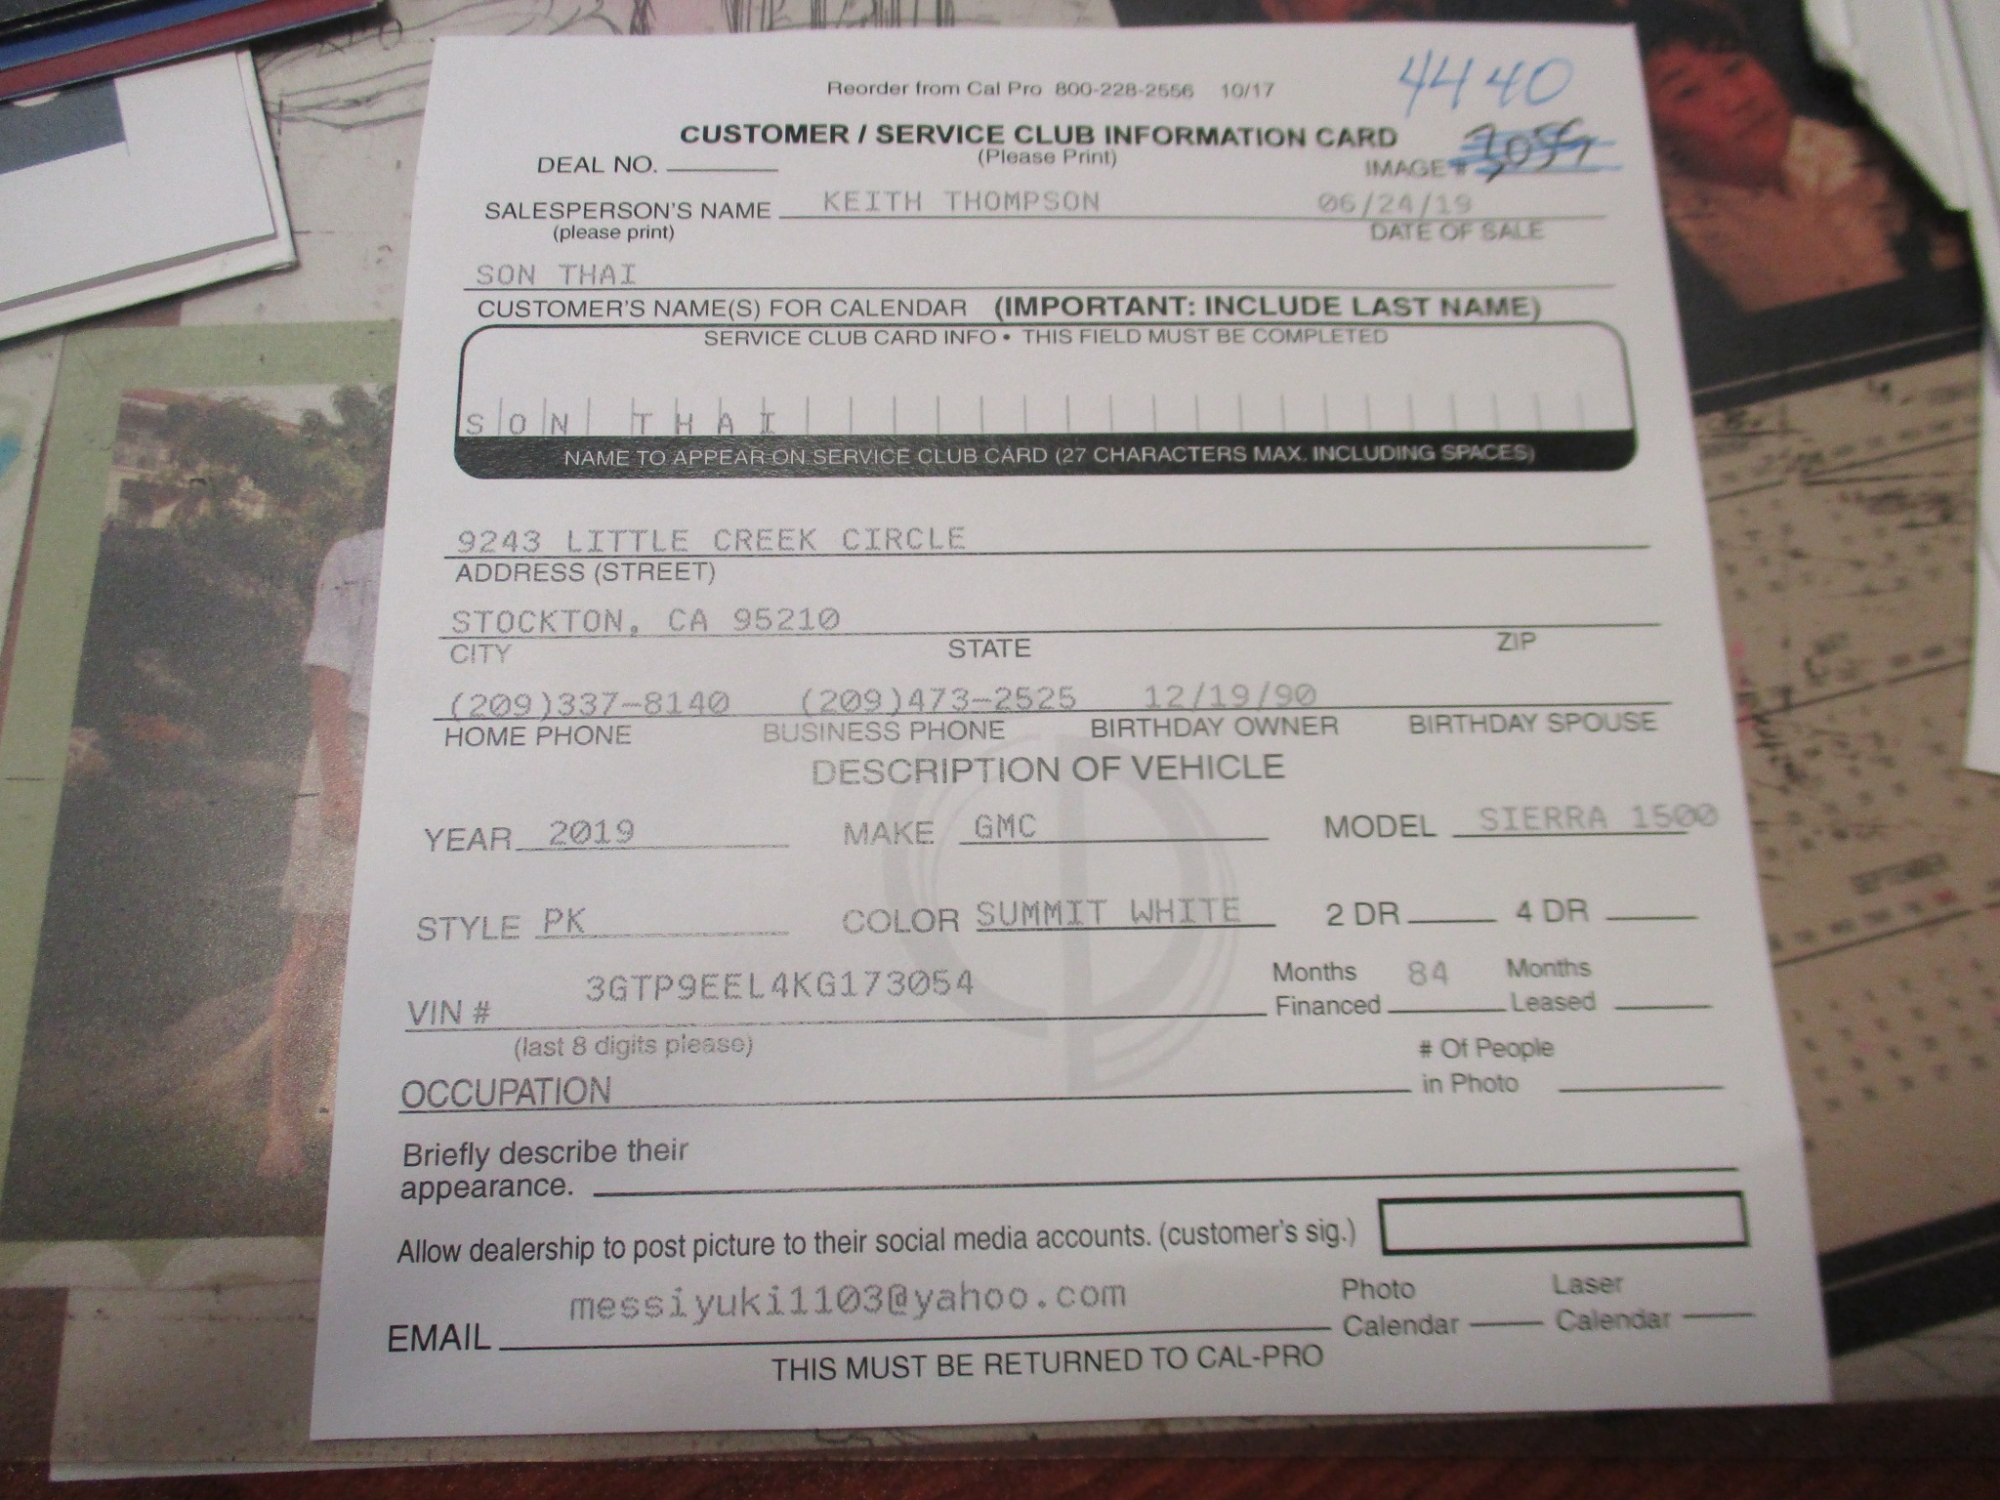 4440
Reorder from Cal Pro 800-228-2556 10/17
CUSTOMER / SERVICE CLUB INFORMATION CARD
(Please Print)
DEAL NO.
IMAGE #
SALESPERSON'S NAME KEITH THOMPSON 06/24/19
(please print) DATE OF SALE
SON THAI
CUSTOMER'S NAME(S) FOR CALENDAR (IMPORTANT: INCLUDE LAST NAME)
SERVICE CLUB CARD INFO • THIS FIELD MUST BE COMPLETED
SON THAI
NAME TO APPEAR ON SERVICE CLUB CARD (27 CHARACTERS MAX. INCLUDING SPACES)
9243 LITTLE CREEK CIRCLE
ADDRESS (STREET)
STOCKTON, CA 95210
CITY STATE ZIP
(209)337-8140 (209)473-2525 12/19/90
HOME PHONE BUSINESS PHONE BIRTHDAY OWNER BIRTHDAY SPOUSE
DESCRIPTION OF VEHICLE
YEAR 2019 MAKE GMC MODEL SIERRA 1500
STYLE PK COLOR SUMMIT WHITE 2 DR 4 DR
3GTP9EEL4KG173054 Months 84 Months
VIN # Financed Leased
(last 8 digits please) # Of People
OCCUPATION in Photo
Briefly describe their
appearance.
Allow dealership to post picture to their social media accounts. (customer's sig.)
messiyuki1103@yahoo.com Photo Laser
EMAIL Calendar Calendar
THIS MUST BE RETURNED TO CAL-PRO
SEPTEMBER